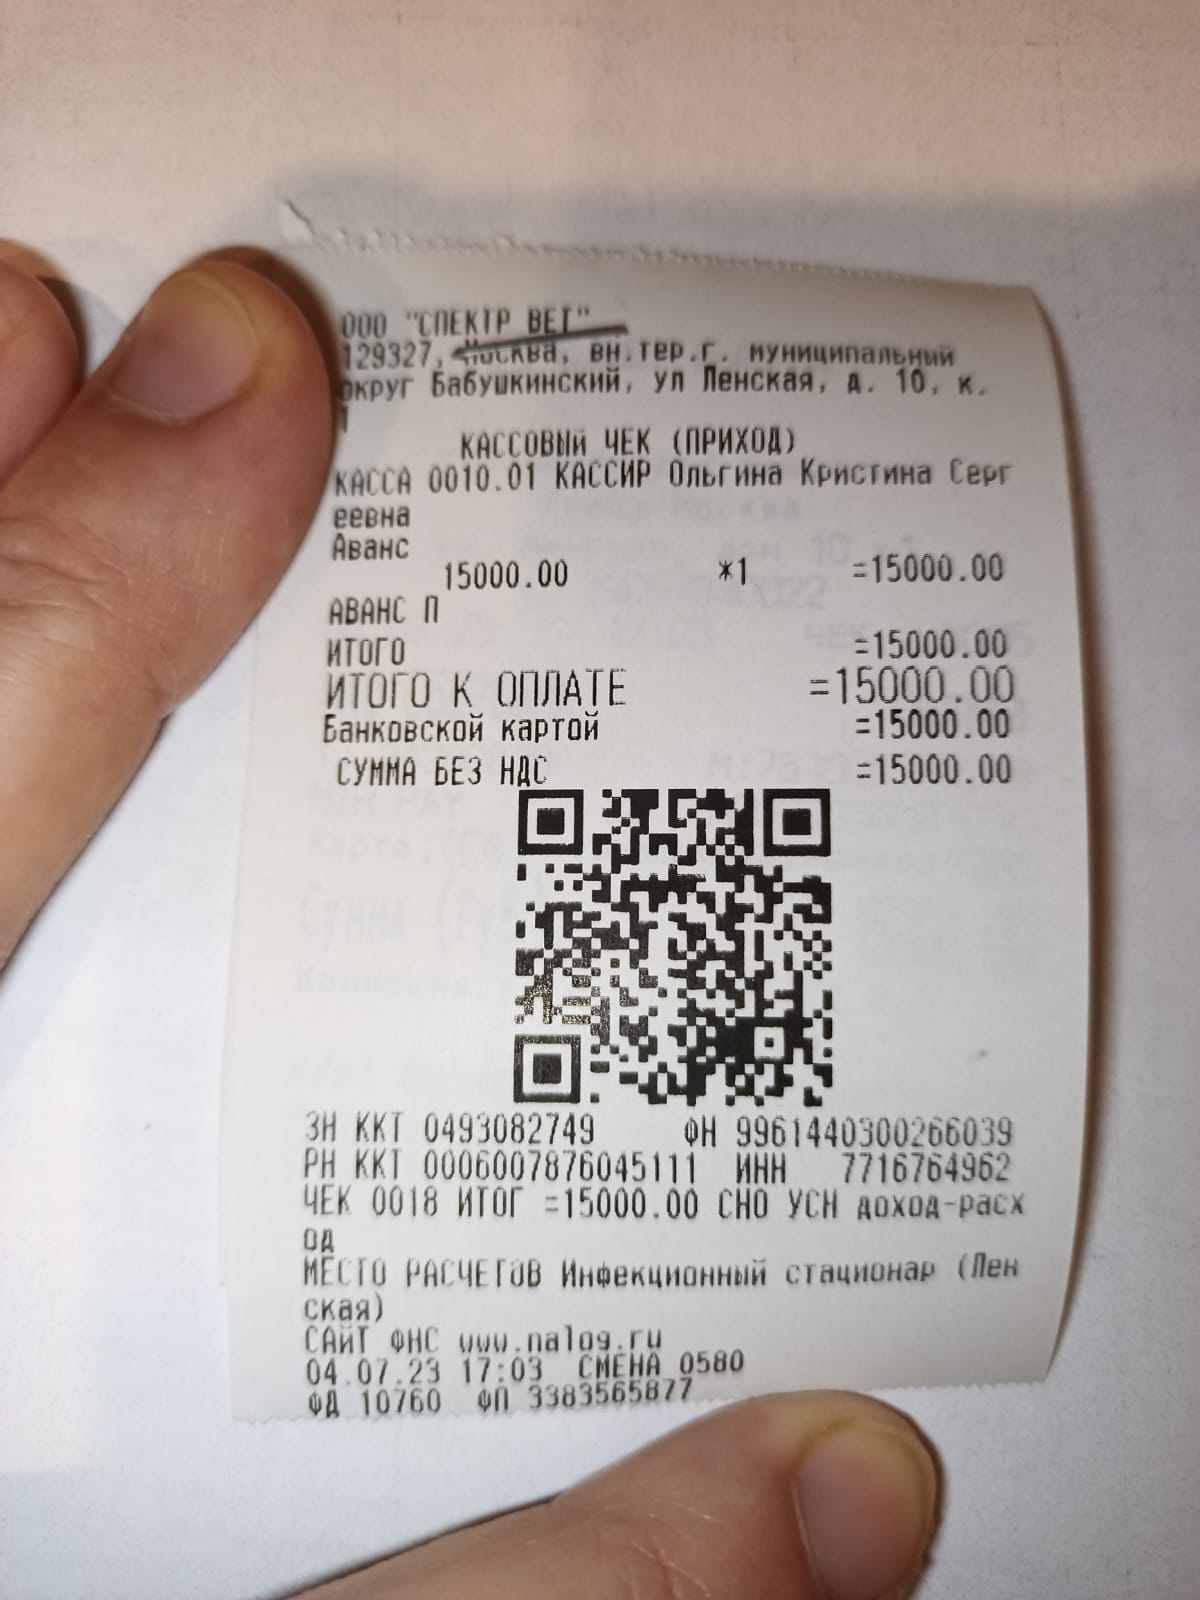 ООО "СПЕКТР ВЕТ"
129327, Москва, вн.тер.г. муниципальный
округ Бабушкинский, ул Ленская, д. 10, к.
1
КАССОВЫЙ ЧЕК (ПРИХОД)
КАССА 0010.01 КАССИР Ольгина Кристина Серг
еевна
Аванс
15000.00 *1 =15000.00
АВАНС П
ИТОГО =15000.00
ИТОГО К ОПЛАТЕ =15000.00
Банковской картой =15000.00
СУММА БЕЗ НДС =15000.00
ЗН ККТ 0493082749 ФН 9961440300266039
РН ККТ 0006007876045111 ИНН 7716764962
ЧЕК 0018 ИТОГ =15000.00 СНО УСН доход-расх
од
МЕСТО РАСЧЕТОВ Инфекционный стационар (Лен
ская)
САЙТ ФНС www.nalog.ru
04.07.23 17:03 СМЕНА 0580
ФД 10760 ФП 3383565877